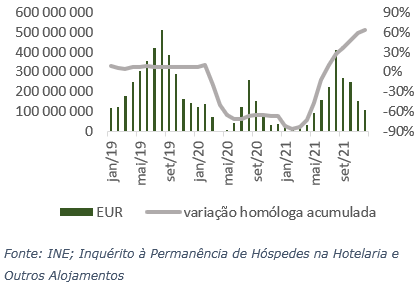 600 000 000 90%
500 000 000 60%
400 000 000 30%
300 000 000 0%
200 000 000 -30%
100 000 000 -60%
0 -90%
jan/19 mai/19 set/19 jan/20 mai/20 set/20 jan/21 mai/21 set/21
EUR variação homóloga acumulada
Fonte: INE; Inquérito à Permanência de Hóspedes na Hotelaria e
Outros Alojamentos